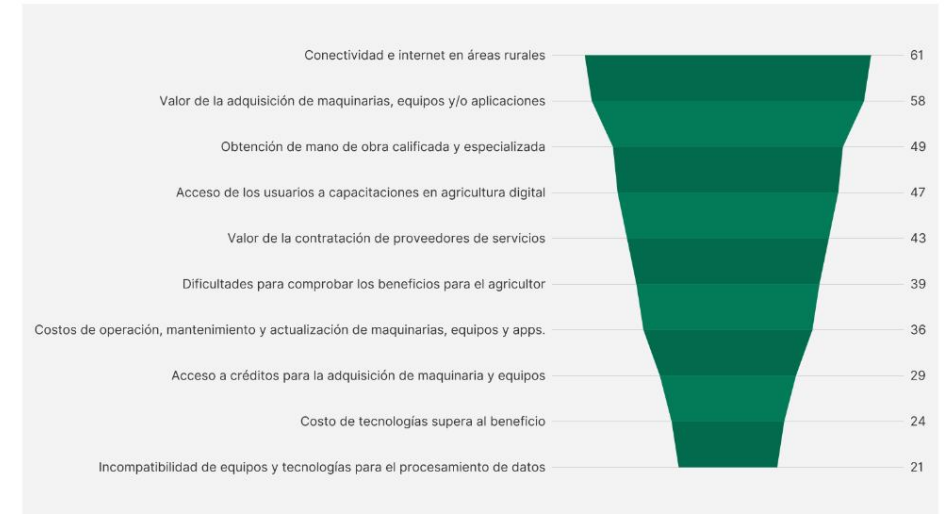 Conectividad e internet en áreas rurales 61
Valor de la adquisición de maquinarias, equipos y/o aplicaciones 58
Obtención de mano de obra calificada y especializada 49
Acceso de los usuarios a capacitaciones en agricultura digital 47
Valor de la contratación de proveedores de servicios 43
Dificultades para comprobar los beneficios para el agricultor 39
Costos de operación, mantenimiento y actualización de maquinarias, equipos y apps. 36
Acceso a créditos para la adquisición de maquinaria y equipos 29
Costo de tecnologías supera al beneficio 24
Incompatibilidad de equipos y tecnologías para el procesamiento de datos 21